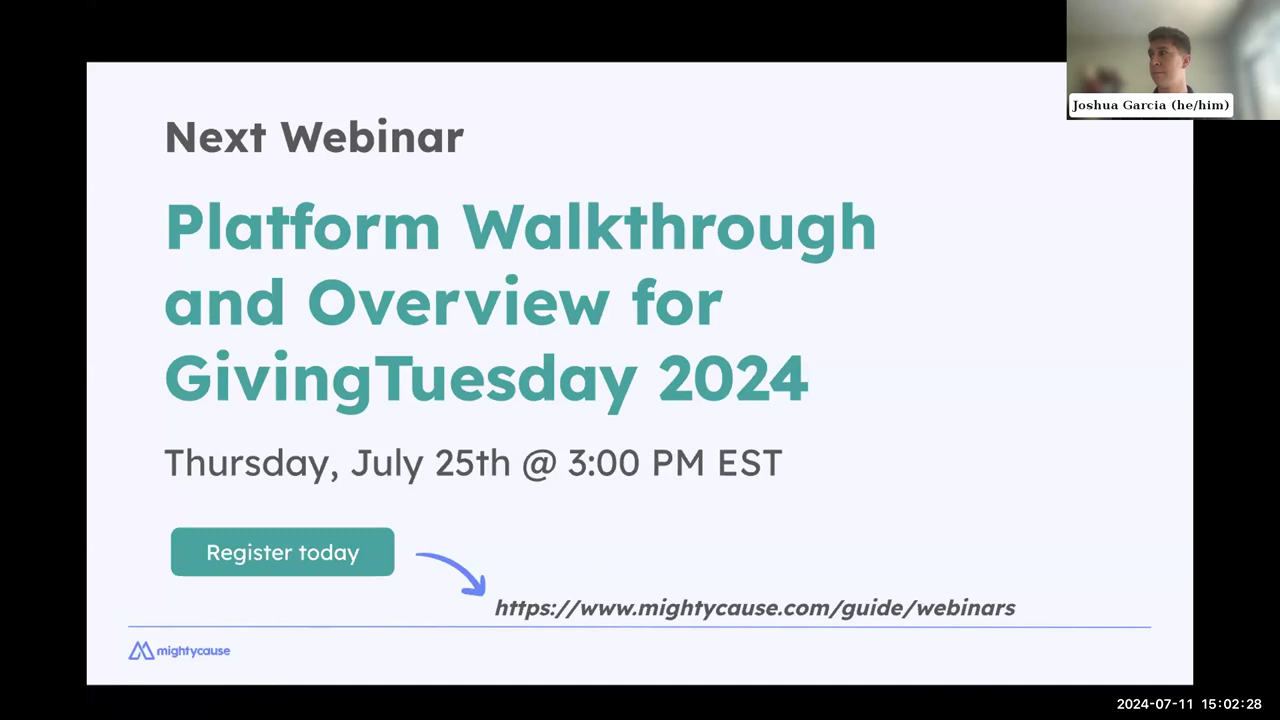 Joshua Garcia (he/him)
Next Webinar
Platform Walkthrough
and Overview for
GivingTuesday 2024
Thursday, July 25th @ 3:00 PM EST
Register today
https://www.mightycause.com/guide/webinars
mightycause
2024-07-11 15:02:28